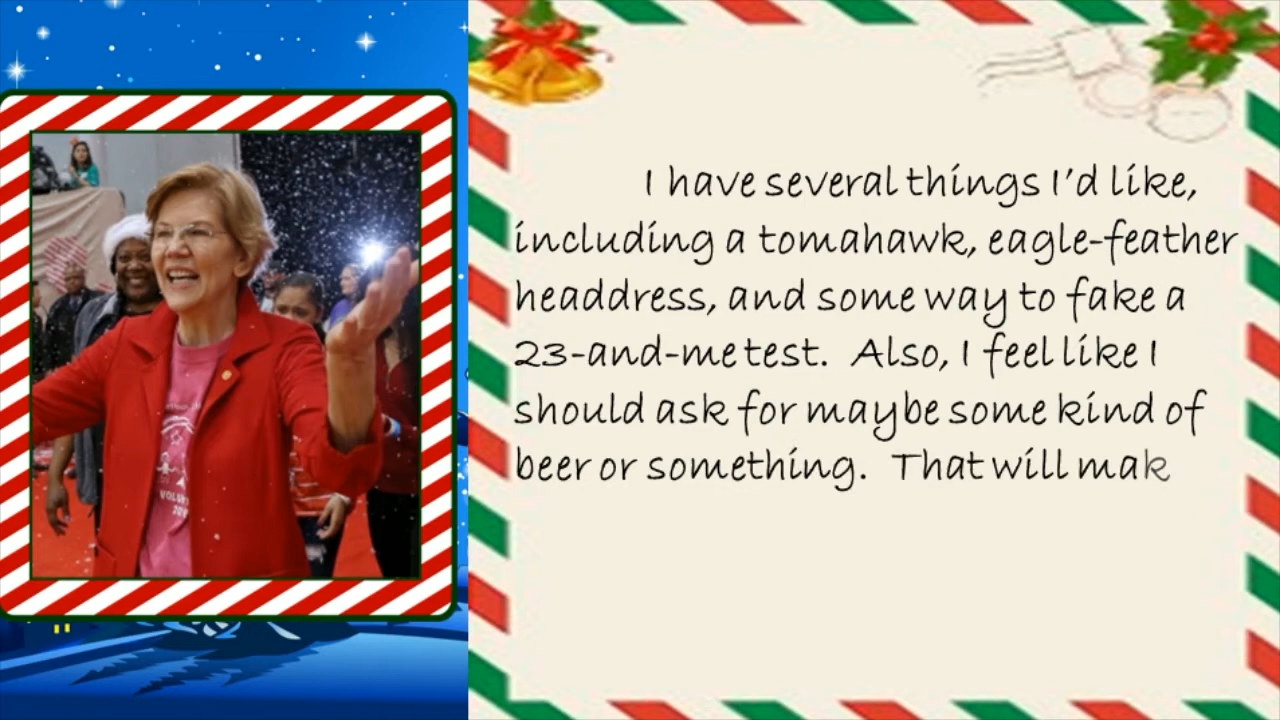 I have several things I'd like,
including a tomahawk, eagle-feather
headdress, and some way to fake a
23-and-me test.  Also, I feel like I
should ask for maybe some kind of
beer or something.  That will mak